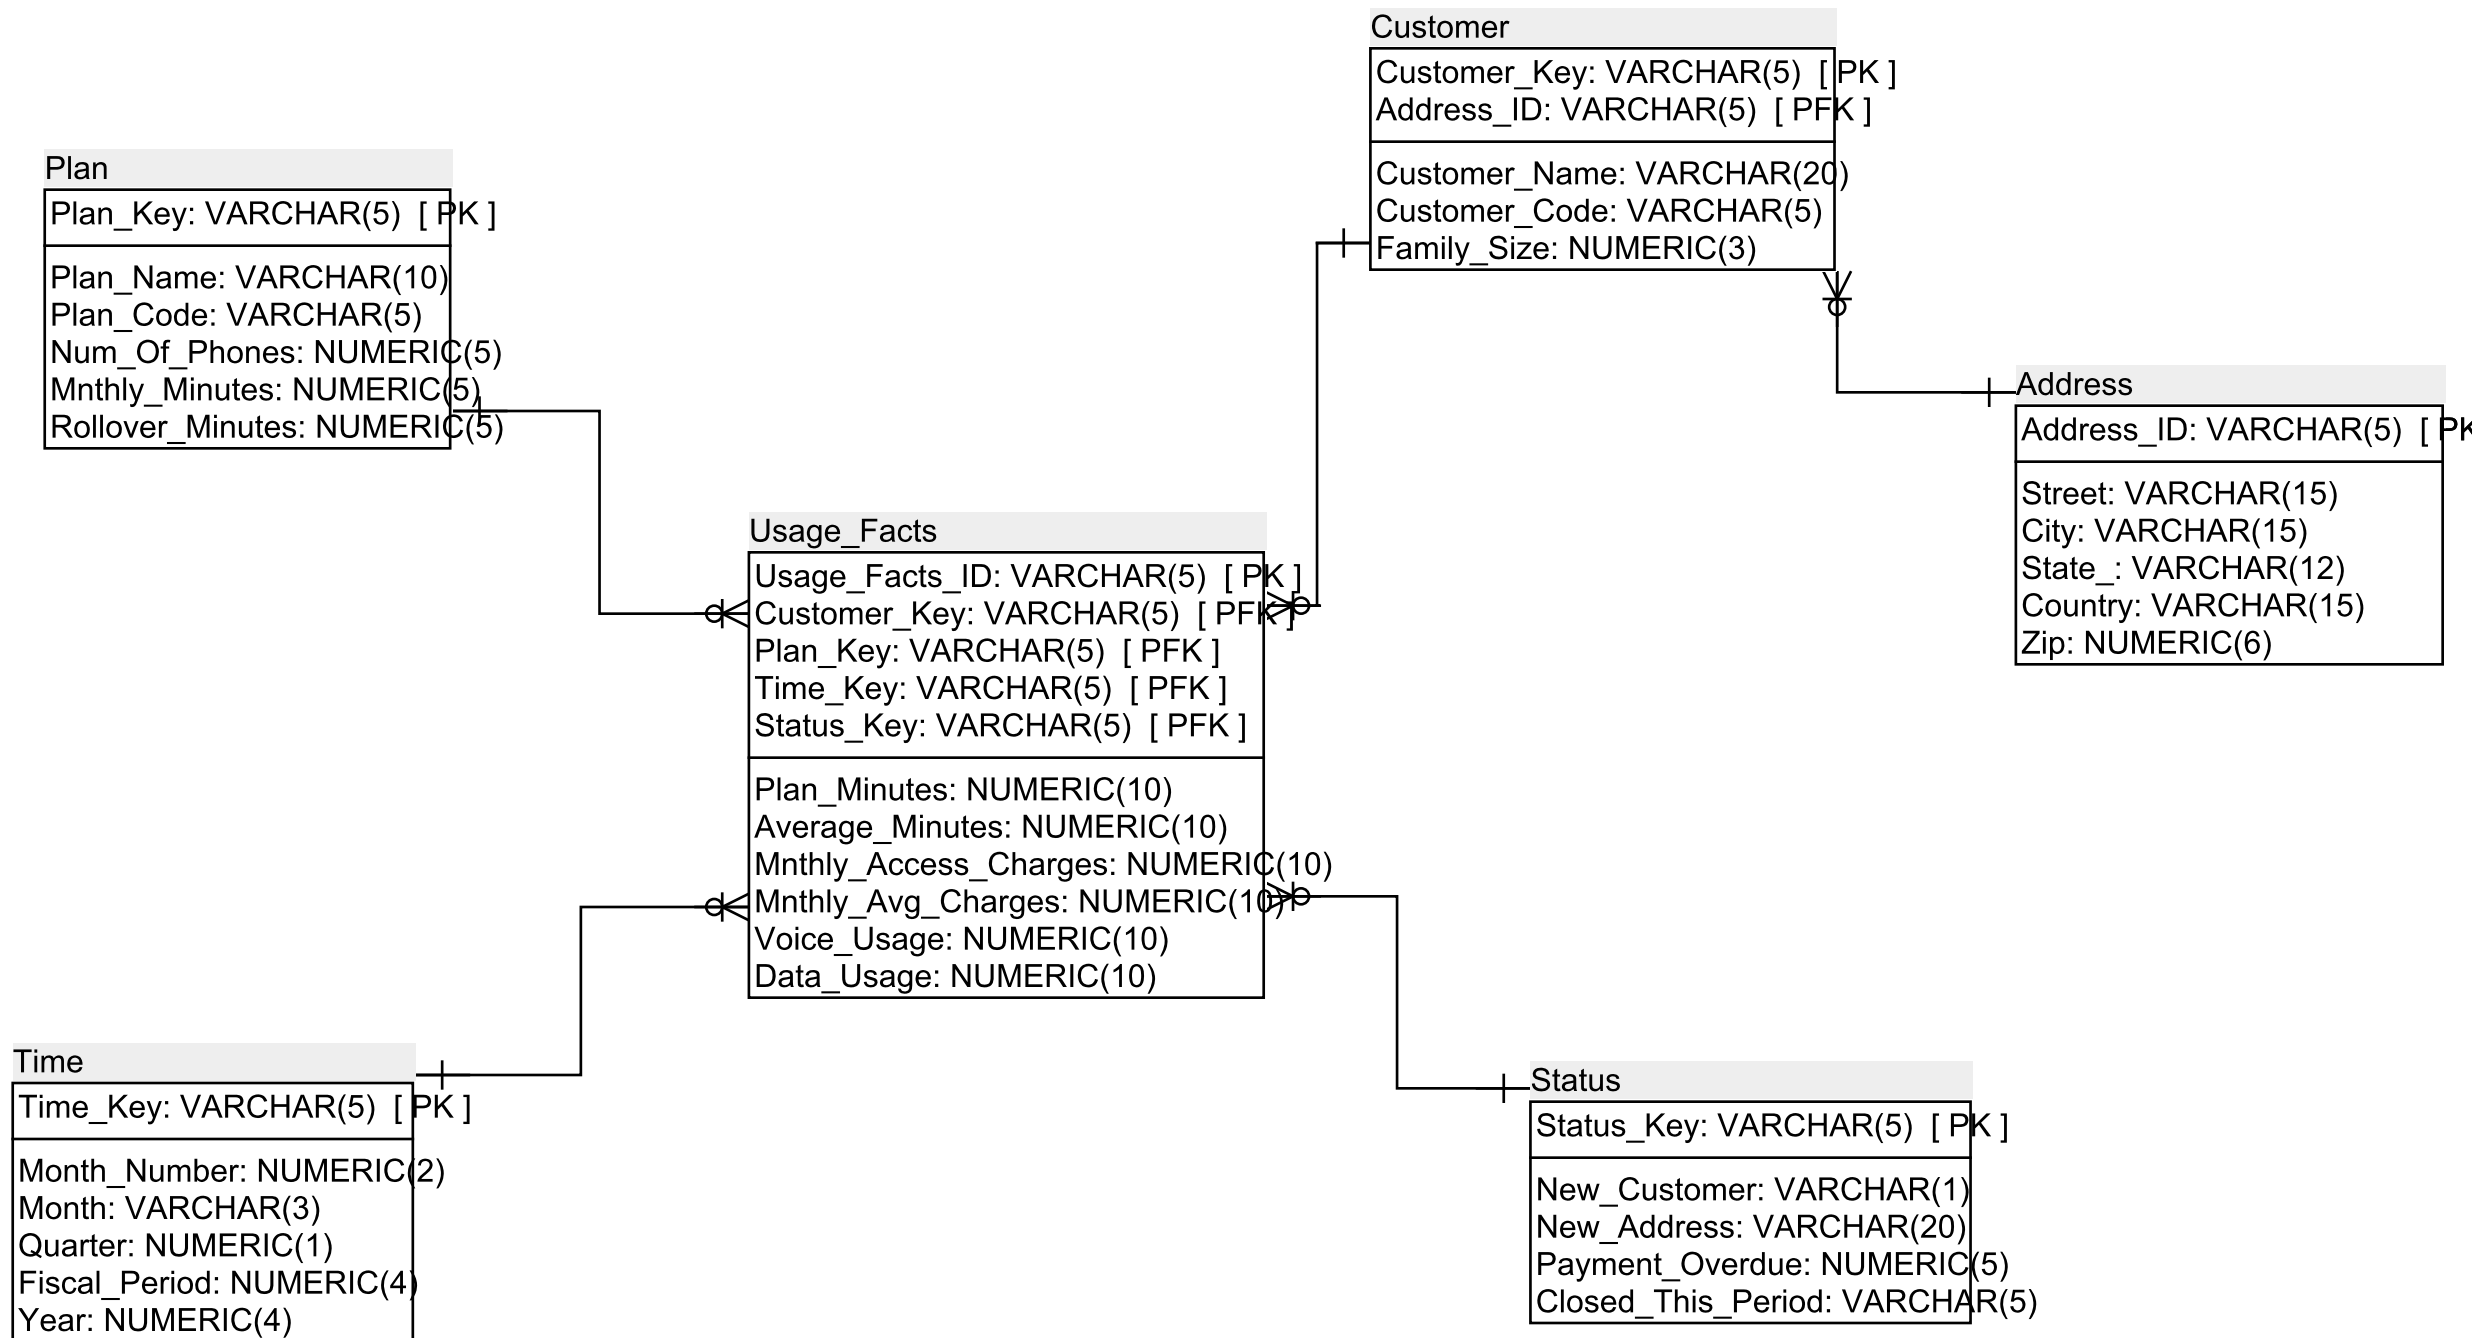 Customer
Customer_Key: VARCHAR(5) [ PK ]
Address_ID: VARCHAR(5) [ PFK ]
Customer_Name: VARCHAR(20)
Customer_Code: VARCHAR(5)
Family_Size: NUMERIC(3)
Plan
Plan_Key: VARCHAR(5) [ PK ]
Plan_Name: VARCHAR(10)
Plan_Code: VARCHAR(5)
Num_Of_Phones: NUMERIC(5)
Mnthly_Minutes: NUMERIC(5)
Rollover_Minutes: NUMERIC(5)
Address
Address_ID: VARCHAR(5) [ PK
Street: VARCHAR(15)
City: VARCHAR(15)
State_: VARCHAR(12)
Country: VARCHAR(15)
Zip: NUMERIC(6)
Usage_Facts
Usage_Facts_ID: VARCHAR(5) [ PK ]
Customer_Key: VARCHAR(5) [ PFK ]
Plan_Key: VARCHAR(5) [ PFK ]
Time_Key: VARCHAR(5) [ PFK ]
Status_Key: VARCHAR(5) [ PFK ]
Plan_Minutes: NUMERIC(10)
Average_Minutes: NUMERIC(10)
Mnthly_Access_Charges: NUMERIC(10)
Mnthly_Avg_Charges: NUMERIC(10)
Voice_Usage: NUMERIC(10)
Data_Usage: NUMERIC(10)
Time
Time_Key: VARCHAR(5) [ PK ]
Month_Number: NUMERIC(2)
Month: VARCHAR(3)
Quarter: NUMERIC(1)
Fiscal_Period: NUMERIC(4)
Year: NUMERIC(4)
Status
Status_Key: VARCHAR(5) [ PK ]
New_Customer: VARCHAR(1)
New_Address: VARCHAR(20)
Payment_Overdue: NUMERIC(5)
Closed_This_Period: VARCHAR(5)